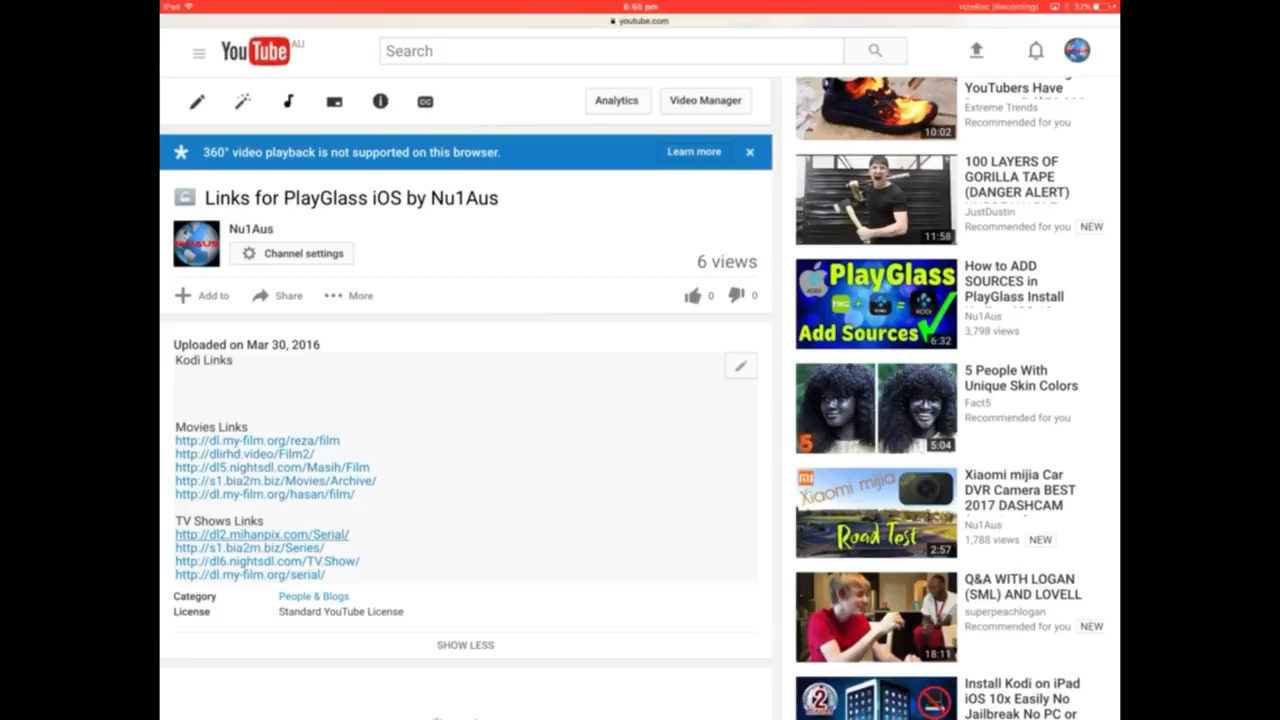 iPad
6:55 pm
vizeRec (Recordings
32%
youtube.com
YouTube AU
Search
Analytics
Video Manager
360° video playback is not supported on this browser.
Learn more
×
Links for PlayGlass iOS by Nu1Aus
Nu1Aus
Channel settings
6 views
Add to
Share
More
0
0
Uploaded on Mar 30, 2016
Kodi Links
Movies Links
http://dl.my-film.org/reza/film
http://dlirhd.video/Film2/
http://dl5.nightsdl.com/Masih/Film
http://s1.bia2m.biz/Movies/Archive/
http://dl.my-film.org/hasan/film/
TV Shows Links
http://dl2.mihanpix.com/Serial/
http://s1.bia2m.biz/Series/
http://dl6.nightsdl.com/TV.Show/
http://dl.my-film.org/serial/
Category
People & Blogs
License
Standard YouTube License
SHOW LESS
YouTubers Have
Extreme Trends
Recommended for you
10:02
100 LAYERS OF
GORILLA TAPE
(DANGER ALERT)
JustDustin
Recommended for you
NEW
11:58
PlayGlass
KODI
Add Sources
6:32
How to ADD
SOURCES in
PlayGlass Install
Nu1Aus
3,798 views
5
5:04
5 People With
Unique Skin Colors
Fact5
Recommended for you
Xiaomi mijia
Road Test
2:57
Xiaomi mijia Car
DVR Camera BEST
2017 DASHCAM
Nu1Aus
1,788 views
NEW
18:11
Q&A WITH LOGAN
(SML) AND LOVELL
superpeachlogan
Recommended for you
NEW
2
Install Kodi on iPad
iOS 10x Easily No
Jailbreak No PC or